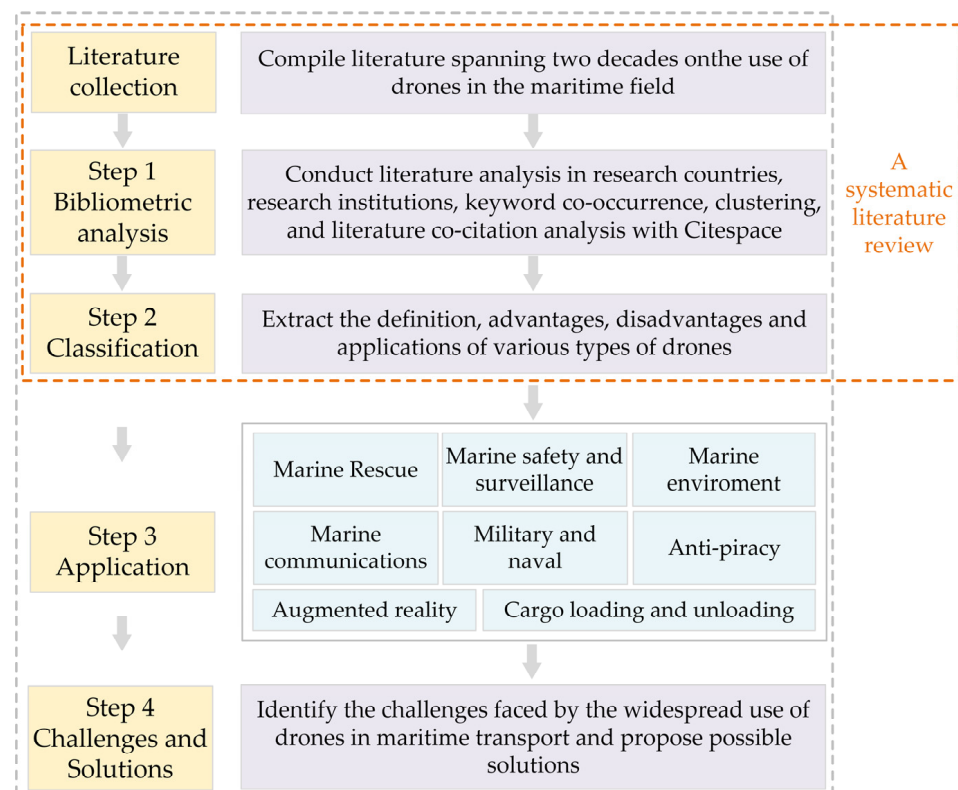 Literature
collection
Compile literature spanning two decades onthe use of
drones in the maritime field
Step 1
Bibliometric
analysis
Conduct literature analysis in research countries,
research institutions, keyword co-occurrence, clustering,
and literature co-citation analysis with Citespace
A
systematic
literature
review
Step 2
Classification
Extract the definition, advantages, disadvantages and
applications of various types of drones
Step 3
Application
Marine Rescue
Marine safety and
surveillance
Marine
enviroment
Marine
communications
Military and
naval
Anti-piracy
Augmented reality
Cargo loading and unloading
Step 4
Challenges and
Solutions
Identify the challenges faced by the widespread use of
drones in maritime transport and propose possible
solutions